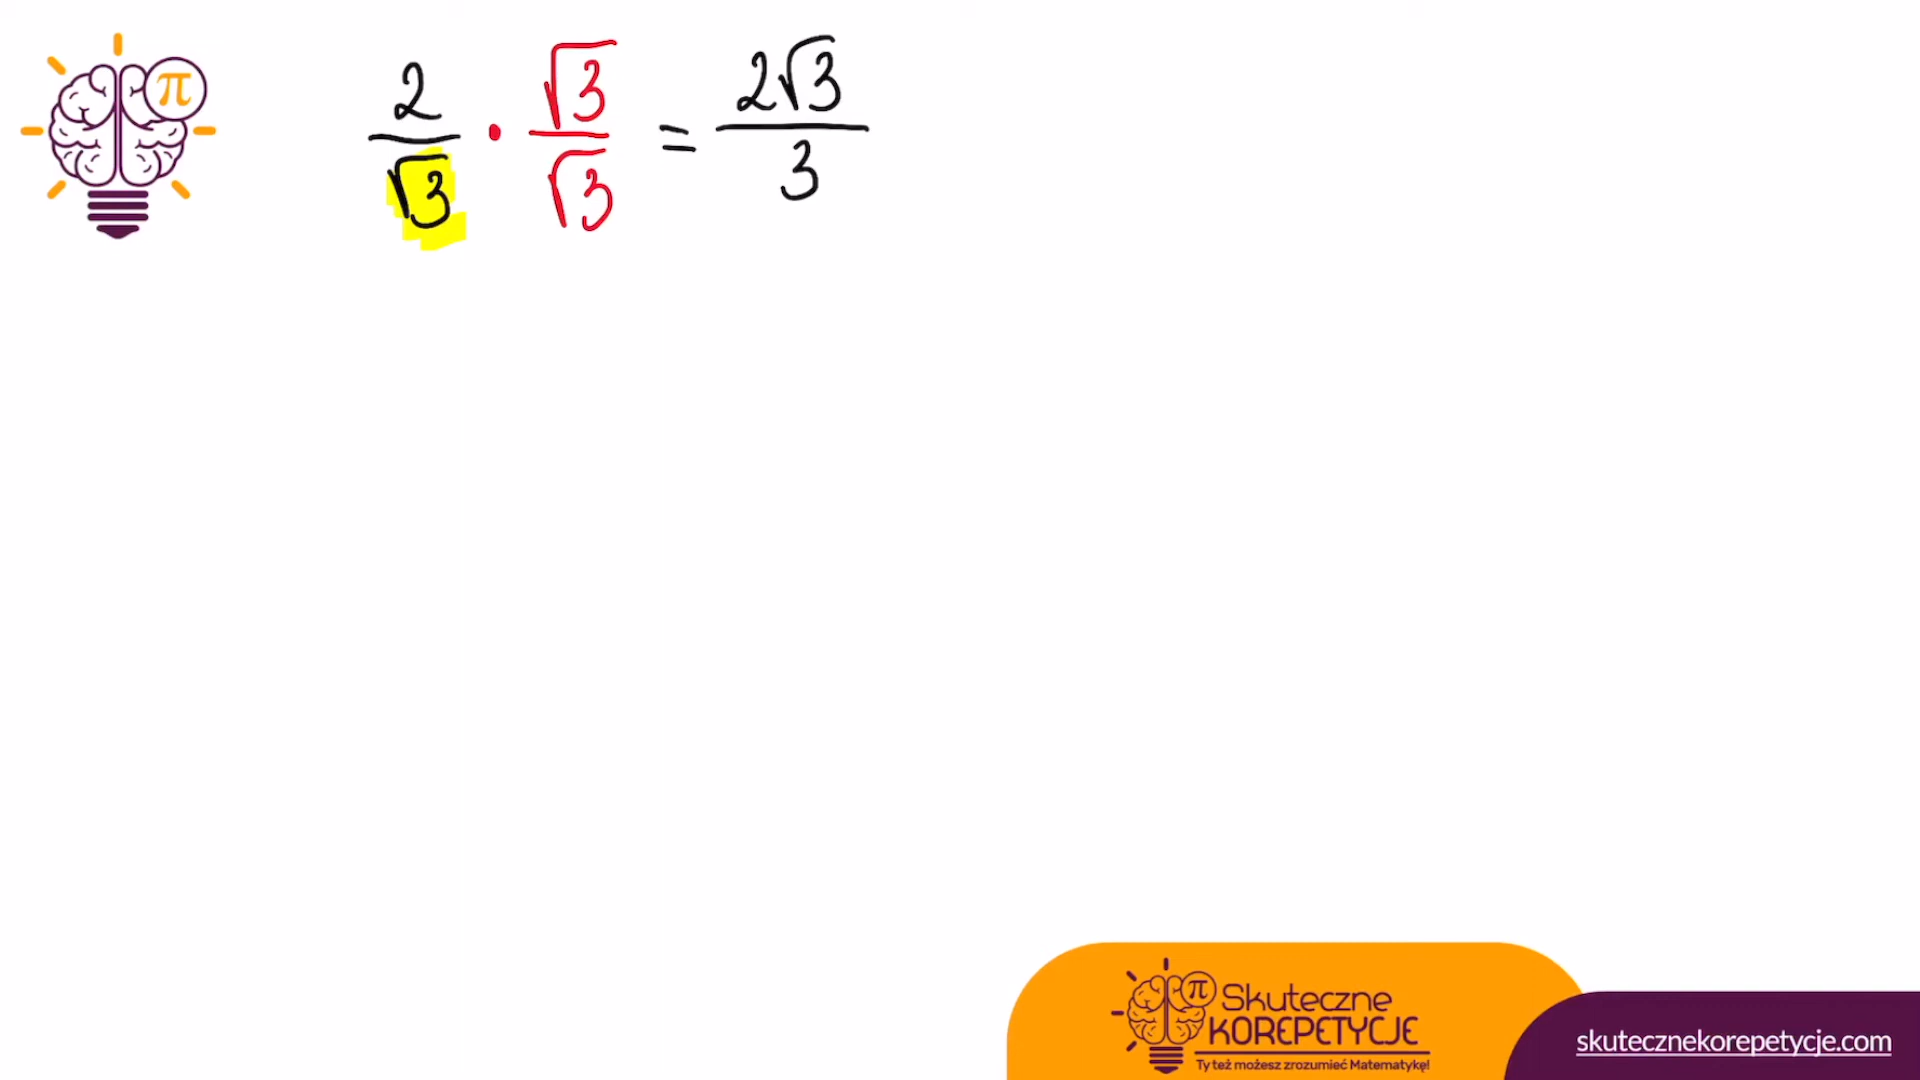 π
2/√3 · √3/√3 = 2√3/3
π
Skuteczne
KOREPETYCJE
Ty też możesz zrozumieć Matematykę!
skutecznekorepetycje.com